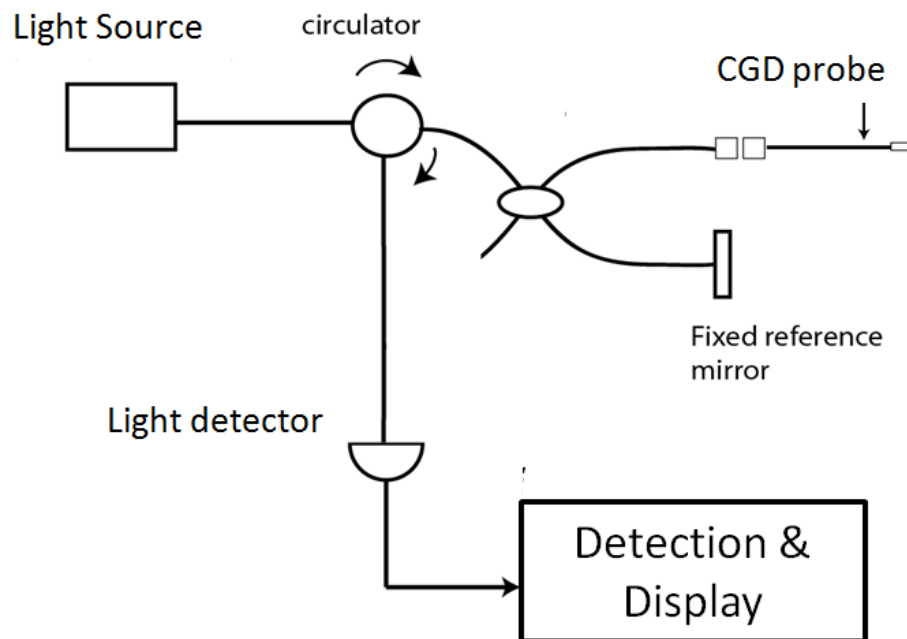 Light Source
circulator
CGD probe
Fixed reference
mirror
Light detector
Detection &
Display